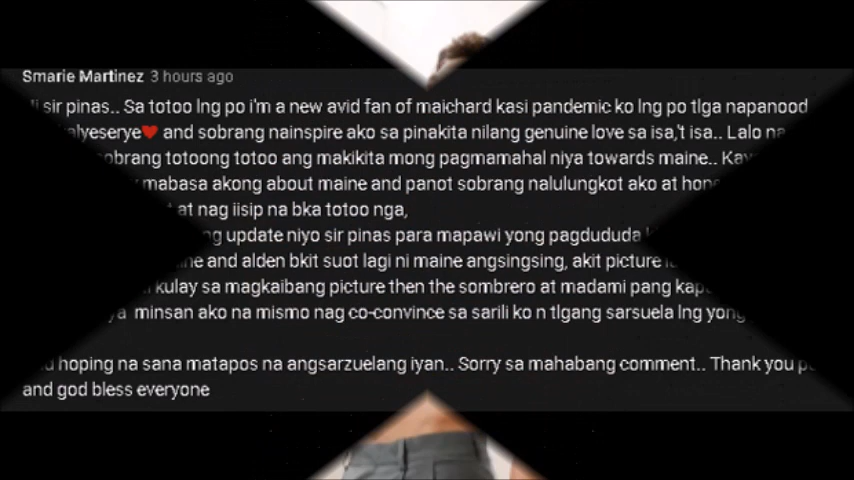 Smarie Martinez 3 hours ago
sir pinas.. Sa totoo lng po i'm a new avid fan of maichard kasi pandemic ko lng po tlga napanood
and sobrang nainspire ako sa pinakita nilang genuine love sa isa,'t isa.. Lalo na
sobrang totoong totoo ang makikita mong pagmamahal niya towards maine..
mabasa akong about maine and panot sobrang nalulungkot ako at
at nag iisip na bka totoo nga,
update niyo sir pinas para mapawi yong pagdududa
and alden bkit suot lagi ni maine angsingsing, akit picture
kulay sa magkaibang picture then the sombrero at madami pang
minsan ako na mismo nag co-convince sa sarili ko n tlgang sarsuela lng yong
hoping na sana matapos na angsarzuelang iyan.. Sorry sa mahabang comment.. Thank you
and god bless everyone